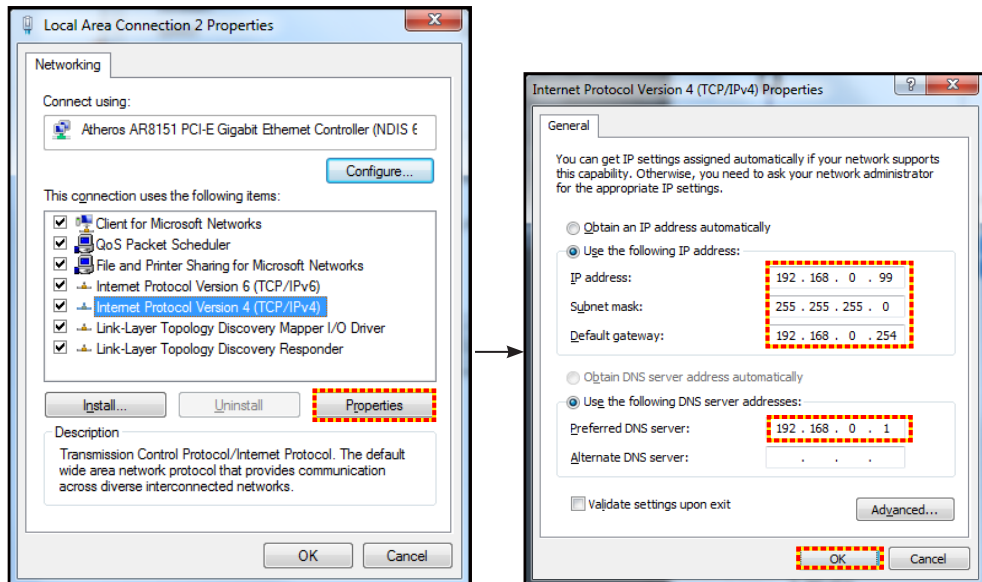 Local Area Connection 2 Properties
Networking
Connect using:
Atheros AR8151 PCI-E Gigabit Ethernet Controller (NDIS 6
Configure...
This connection uses the following items:
Client for Microsoft Networks
QoS Packet Scheduler
File and Printer Sharing for Microsoft Networks
Internet Protocol Version 6 (TCP/IPv6)
Internet Protocol Version 4 (TCP/IPv4)
Link-Layer Topology Discovery Mapper I/O Driver
Link-Layer Topology Discovery Responder
Install...
Uninstall
Properties
Description
Transmission Control Protocol/Internet Protocol. The default
wide area network protocol that provides communication
across diverse interconnected networks.
OK
Cancel
Internet Protocol Version 4 (TCP/IPv4) Properties
General
You can get IP settings assigned automatically if your network supports
this capability. Otherwise, you need to ask your network administrator
for the appropriate IP settings.
Obtain an IP address automatically
Use the following IP address:
IP address: 192 . 168 . 0 . 99
Subnet mask: 255 . 255 . 255 . 0
Default gateway: 192 . 168 . 0 . 254
Obtain DNS server address automatically
Use the following DNS server addresses:
Preferred DNS server: 192 . 168 . 0 . 1
Alternate DNS server: . . .
Validate settings upon exit
Advanced...
OK
Cancel